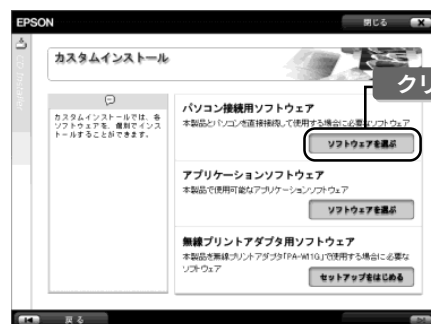 EPSON
閉じる
CD Installer
カスタムインストール
クリ
カスタムインストールでは、各
ソフトウェアを、個別でインス
トールすることができます。
パソコン接続用ソフトウェア
本製品とパソコンを直接接続して使用する場合に必要なソフトウェア
ソフトウェアを選ぶ
アプリケーションソフトウェア
本製品で使用可能なアプリケーションソフトウェア
ソフトウェアを選ぶ
無線プリントアダプタ用ソフトウェア
本製品を無線プリントアダプタ「PA-W11G」で使用する場合に必要な
ソフトウェア
セットアップをはじめる
戻る